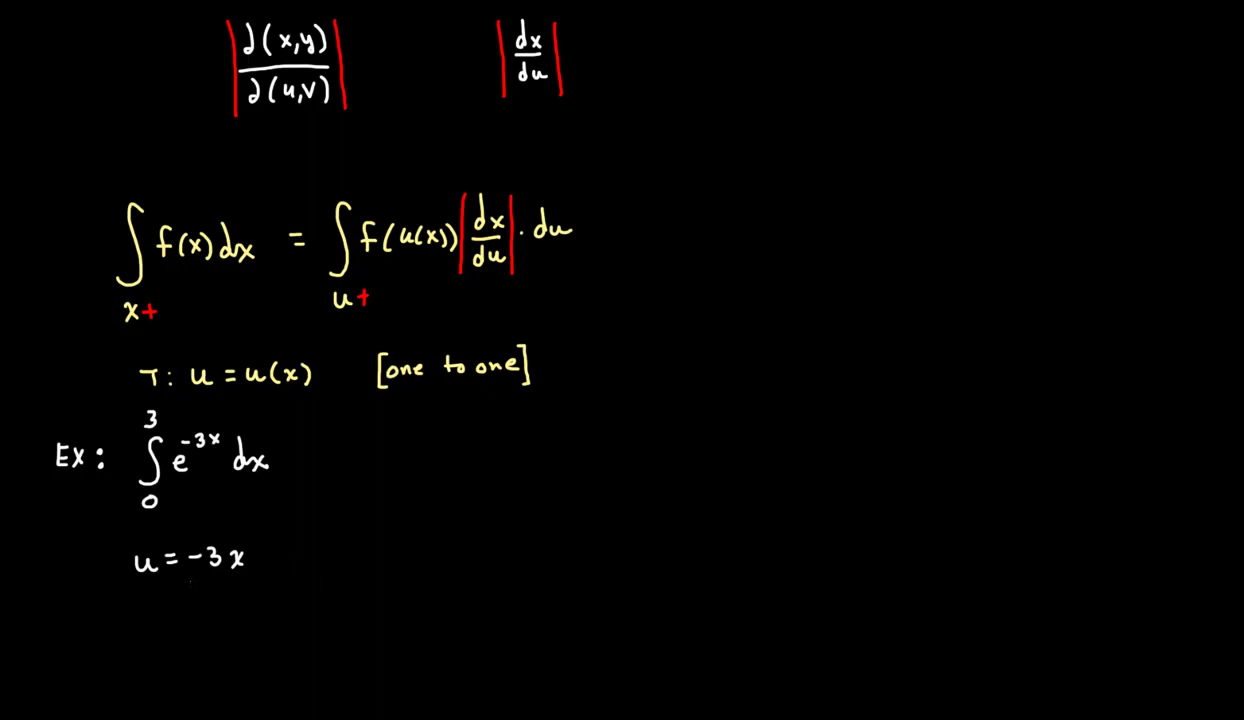 |∂(x,y)/∂(u,v)| |dx/du|
∫ f(x)dx = ∫ f(u(x)) |dx/du| · du
x+ u+
T: u = u(x) [one to one]
Ex: ∫₀³ e^{-3x} dx
u = -3x